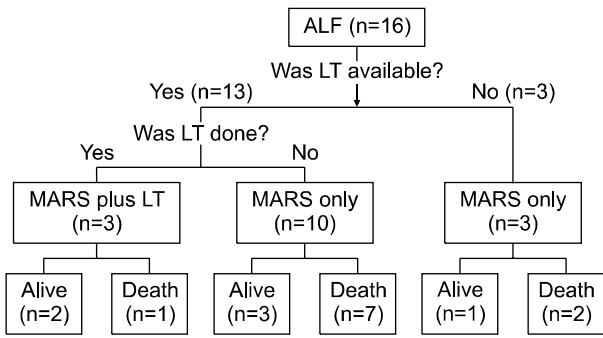 ALF (n=16)
Was LT available?
Yes (n=13)
No (n=3)
Was LT done?
Yes
No
MARS plus LT
(n=3)
MARS only
(n=10)
MARS only
(n=3)
Alive
(n=2)
Death
(n=1)
Alive
(n=3)
Death
(n=7)
Alive
(n=1)
Death
(n=2)